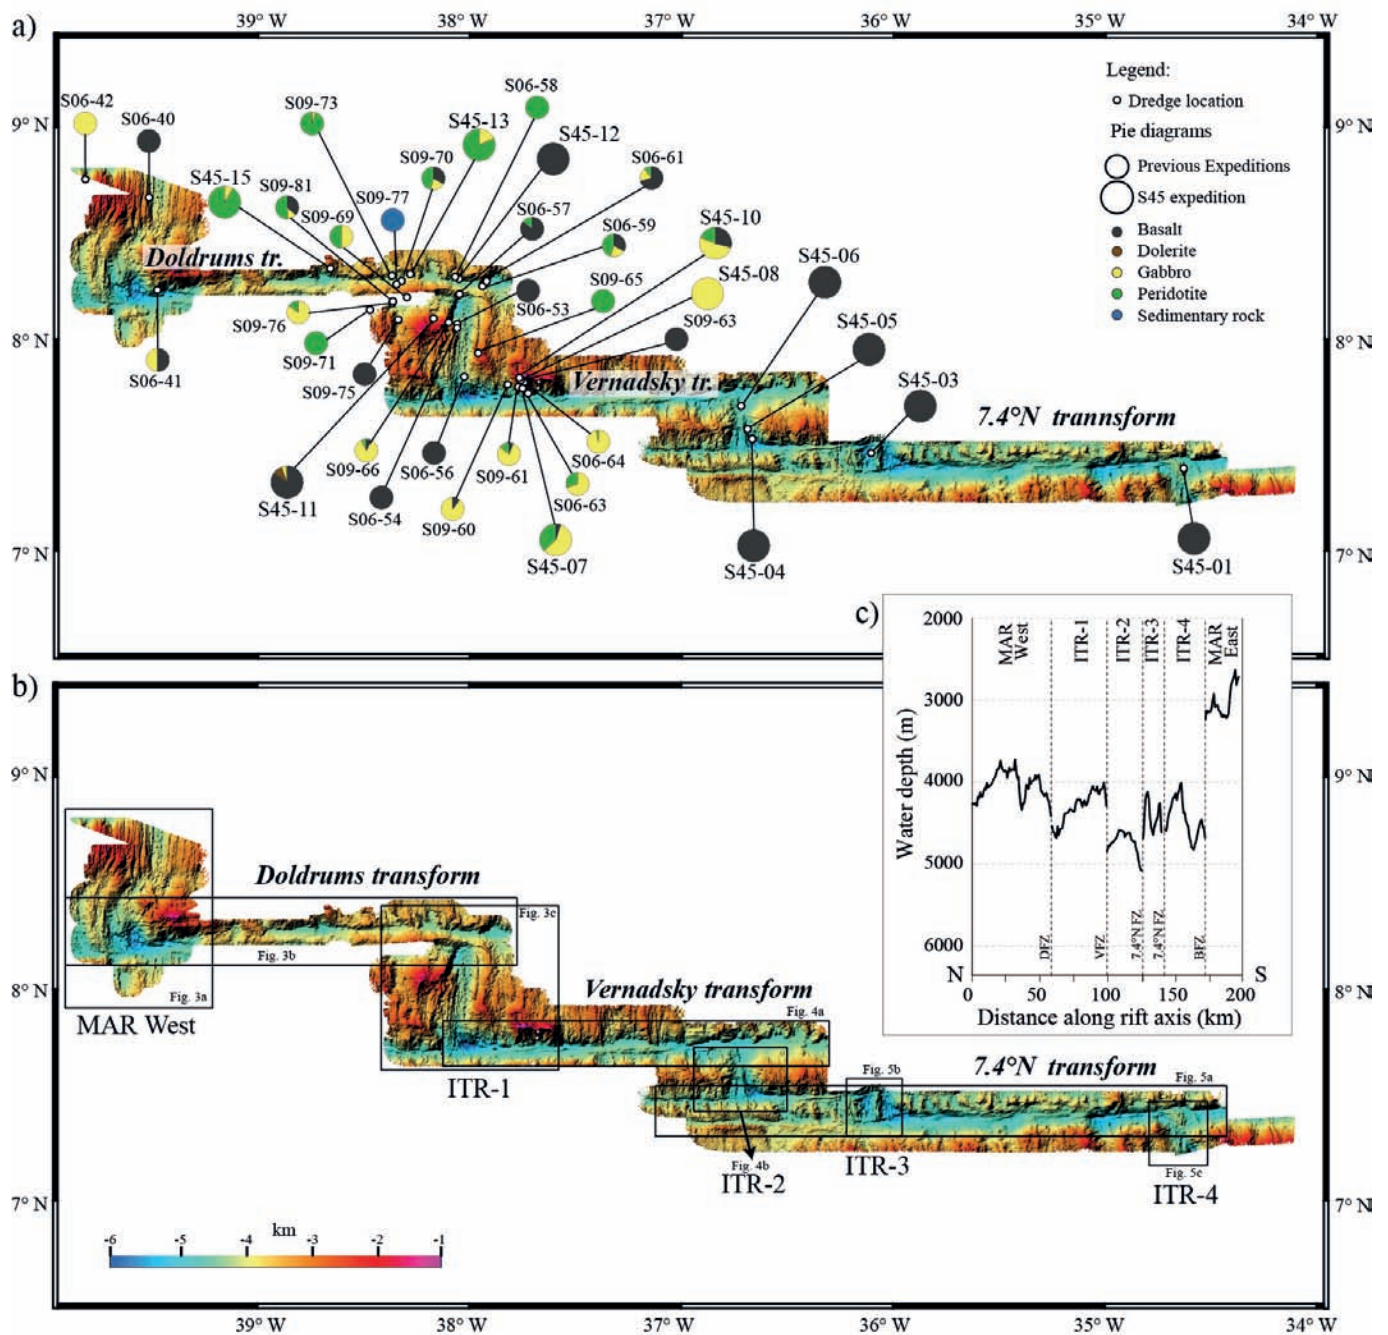 39° W 38° W 37° W 36° W 35° W 34° W
a)
9° N
8° N
7° N
9° N
8° N
7° N
S06-42
S06-40
S09-73
S45-13
S06-58
S45-12
S09-70
S06-61
S45-15
S09-81
S09-77
S09-69
S06-57
S06-59
S45-10
S45-06
S45-08
S09-65
S06-53
S09-63
S45-05
S45-03
Doldrums tr.
Vernadsky tr.
7.4°N trannsform
S09-76
S09-71
S06-41
S09-75
S09-66
S06-56
S09-61
S06-64
S45-11
S06-54
S09-60
S06-63
S45-07
S45-04
S45-01
Legend:
Dredge location
Pie diagrams
Previous Expeditions
S45 expedition
Basalt
Dolerite
Gabbro
Peridotite
Sedimentary rock
c)
2000
3000
4000
5000
6000
Water depth (m)
MAR
West
ITR-1
ITR-2
ITR-3
ITR-4
MAR
East
DFZ
VFZ
7.4°N FZ
7.4°N FZ
BFZ
N S
0 50 100 150 200
Distance along rift axis (km)
b)
9° N
8° N
7° N
9° N
8° N
7° N
Doldrums transform
Fig. 3c
Fig. 3b
Fig. 3a
MAR West
Vernadsky transform
Fig. 4a
ITR-1
7.4°N transform
Fig. 5b
Fig. 5a
Fig. 4b
ITR-2
ITR-3
Fig. 5c
ITR-4
km
-6 -5 -4 -3 -2 -1
39° W 38° W 37° W 36° W 35° W 34° W